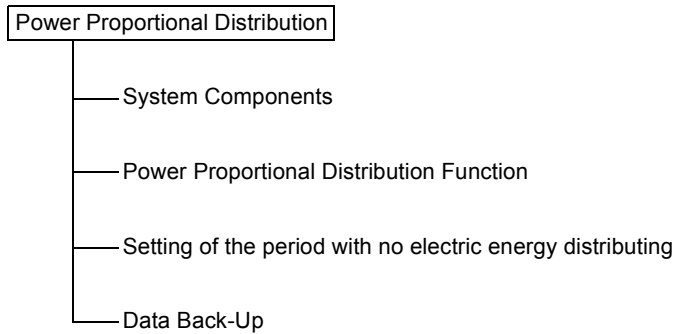 Power Proportional Distribution
System Components
Power Proportional Distribution Function
Setting of the period with no electric energy distributing
Data Back-Up